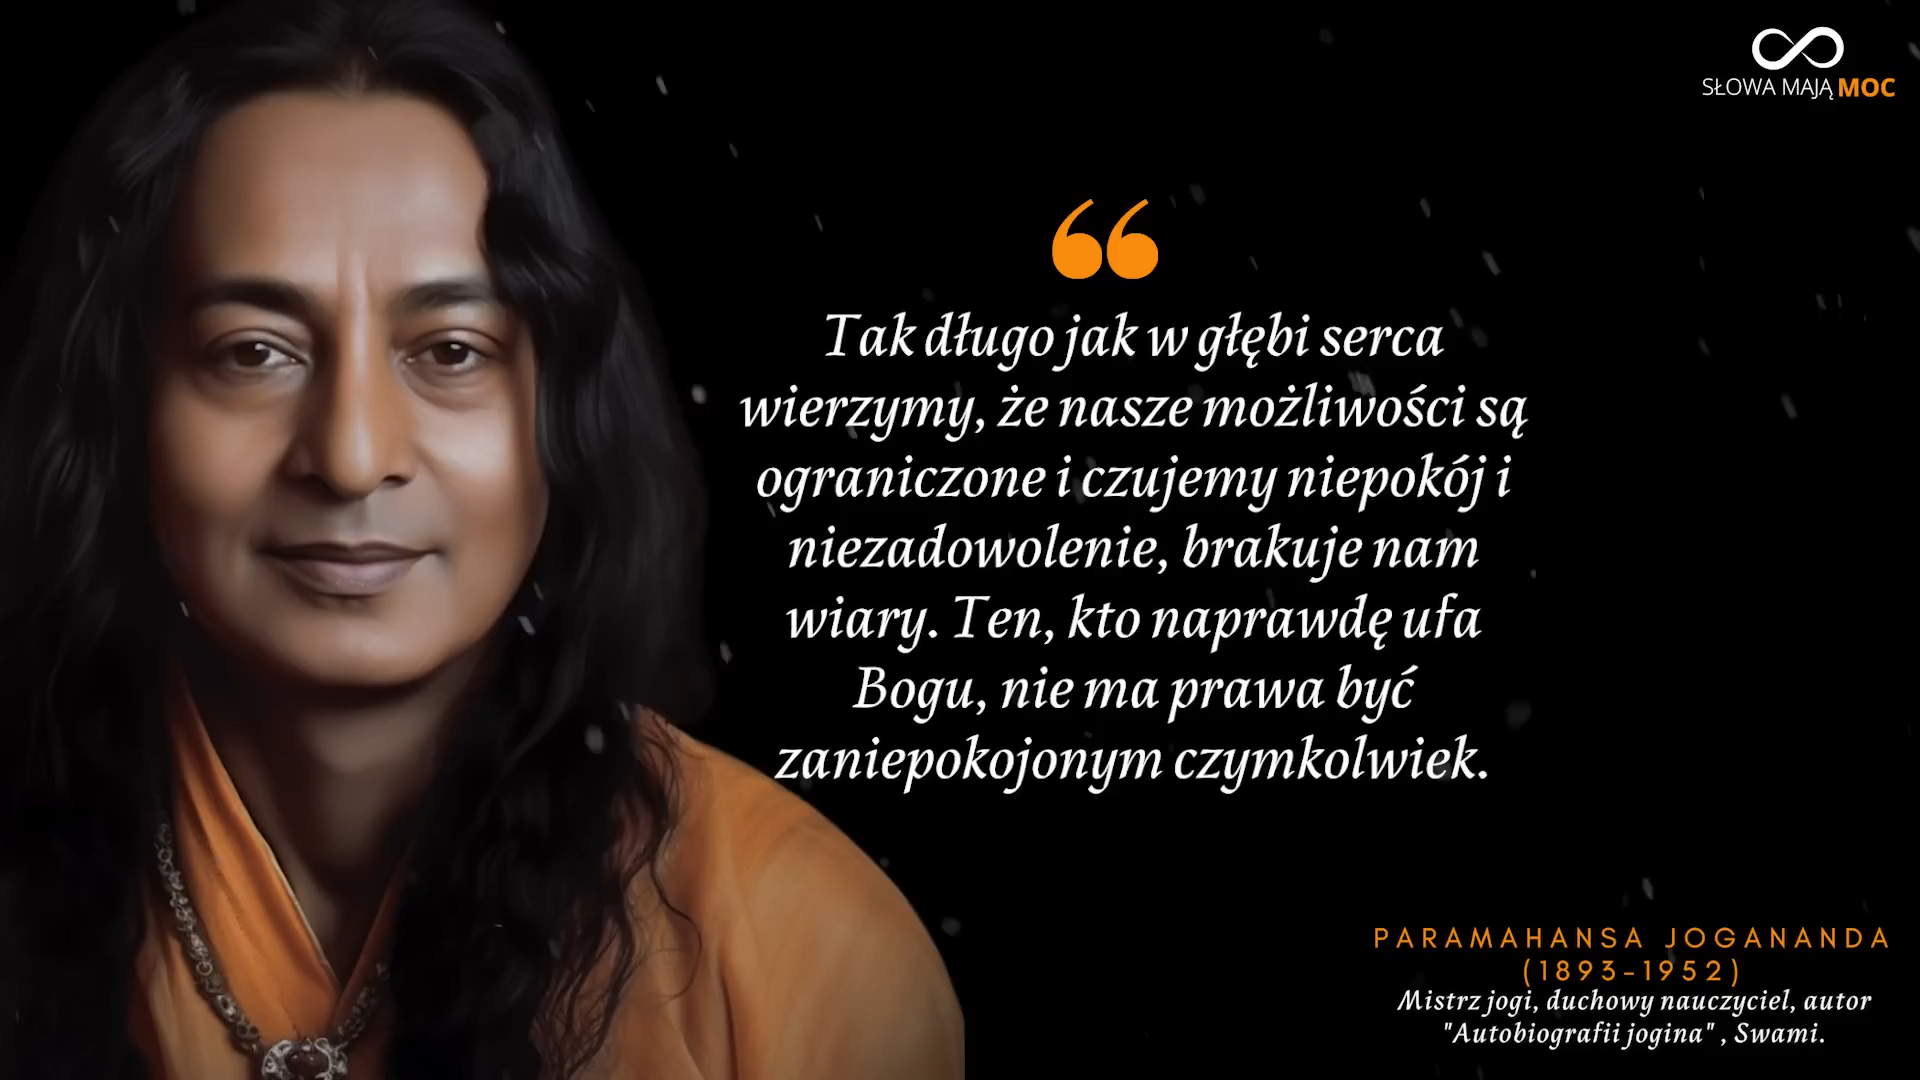 SŁOWA MAJĄ MOC
Tak długo jak w głębi serca
wierzymy, że nasze możliwości są
ograniczone i czujemy niepokój i
niezadowolenie, brakuje nam
wiary. Ten, kto naprawdę ufa
Bogu, nie ma prawa być
zaniepokojonym czymkolwiek.
PARAMAHANSA JOGANANDA
(1893-1952)
Mistrz jogi, duchowy nauczyciel, autor
"Autobiografii jogina" , Swami.